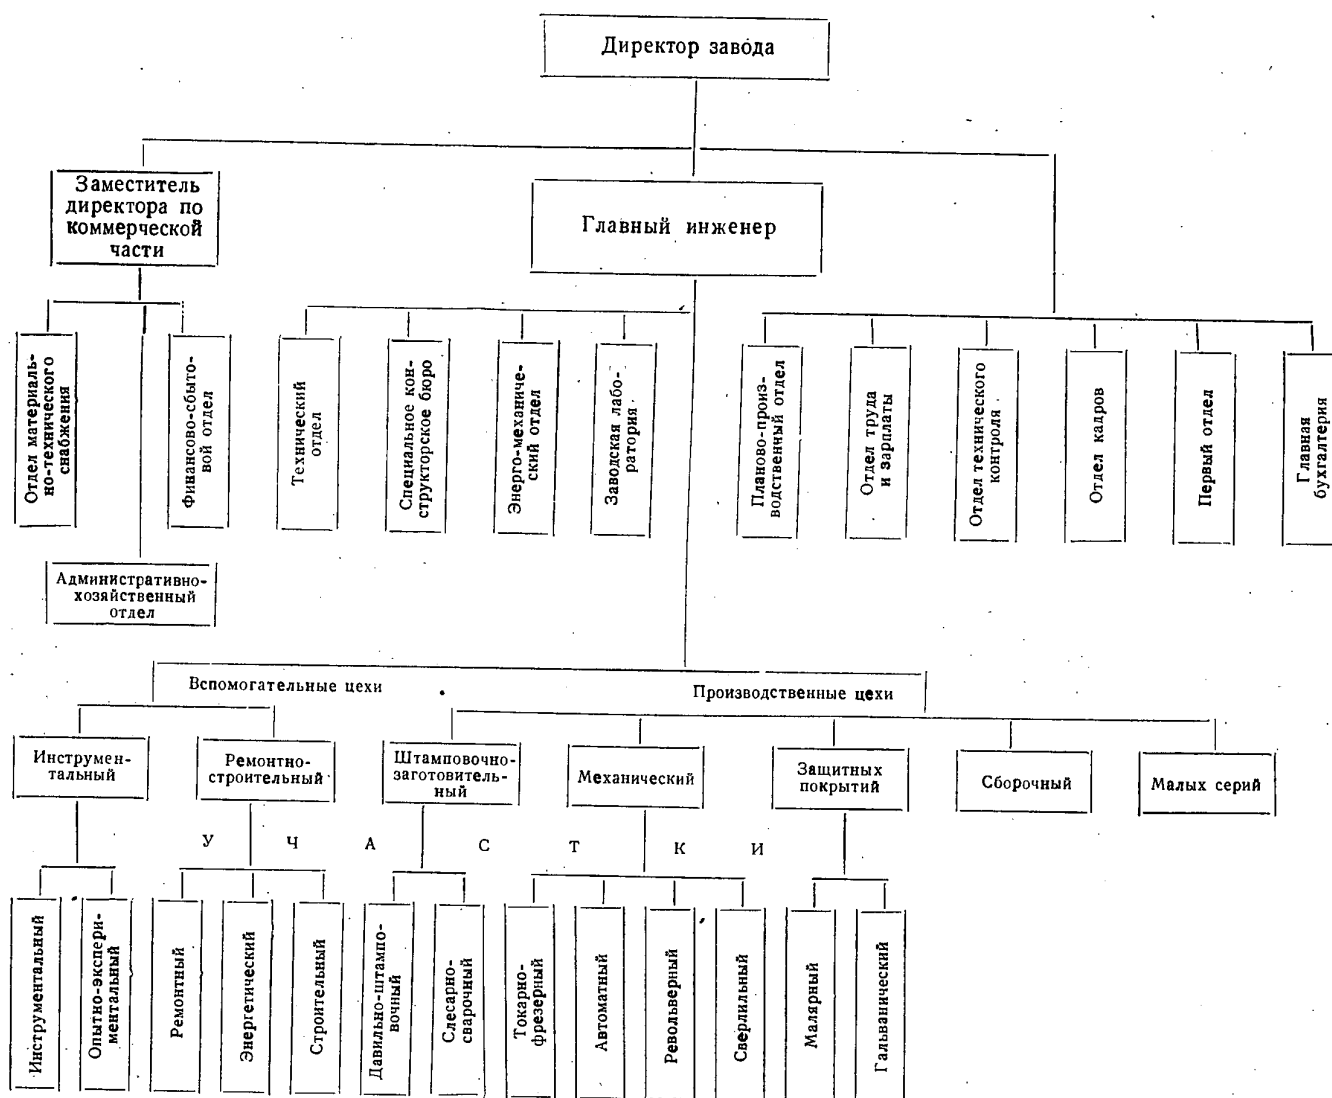 Директор завода
Заместитель
директора по
коммерческой
части
Главный инженер
Отдел материаль-
но-технического
снабжения
Финансово-сбыто-
вой отдел
Технический
отдел
Специальное кон-
структорское бюро
Энерго-механиче-
ский отдел
Заводская лабо-
ратория
Планово-произ-
водственный отдел
Отдел труда
и зарплаты
Отдел технического
контроля
Отдел кадров
Первый отдел
Главная
бухгалтерия
Административно-
хозяйственный
отдел
Вспомогательные цехи
Производственные цехи
Инструмен-
тальный
Ремонтно-
строительный
Штамповочно-
заготовитель-
ный
Механический
Защитных
покрытий
Сборочный
Малых серий
У Ч А С Т К И
Инструментальный
Опытно-экспери-
ментальный
Ремонтный
Энергетический
Строительный
Давильно-штампо-
вочный
Слесарно-
сварочный
Токарно-
фрезерный
Автоматный
Револьверный
Сверлильный
Малярный
Гальванический